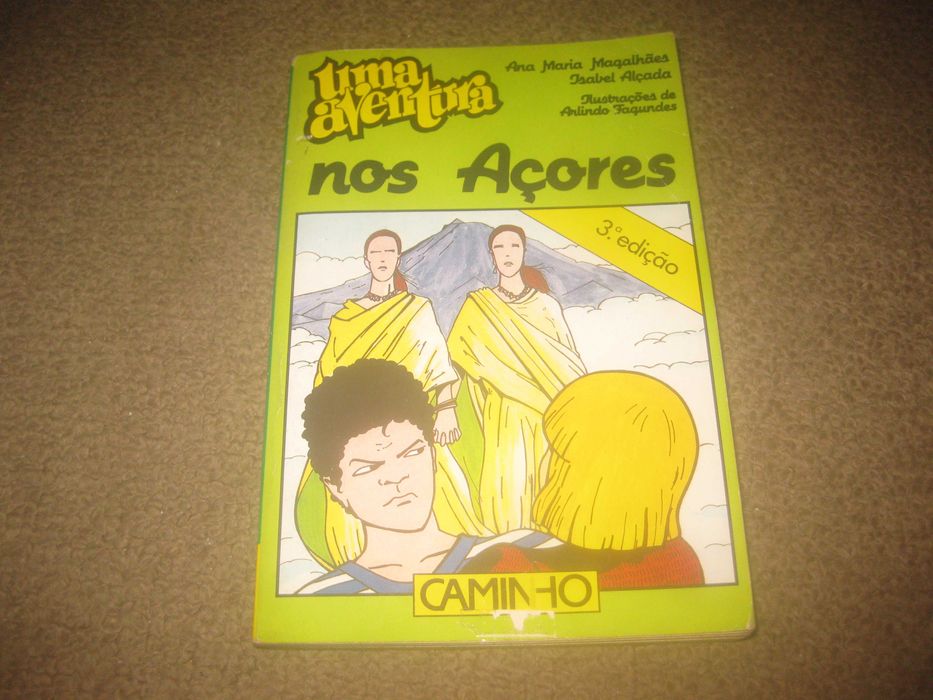 uma
aventura
Ana Maria Magalhães
Isabel Alçada
Ilustrações de
Arlindo Fagundes
nos Açores
3.ª edição
CAMINHO